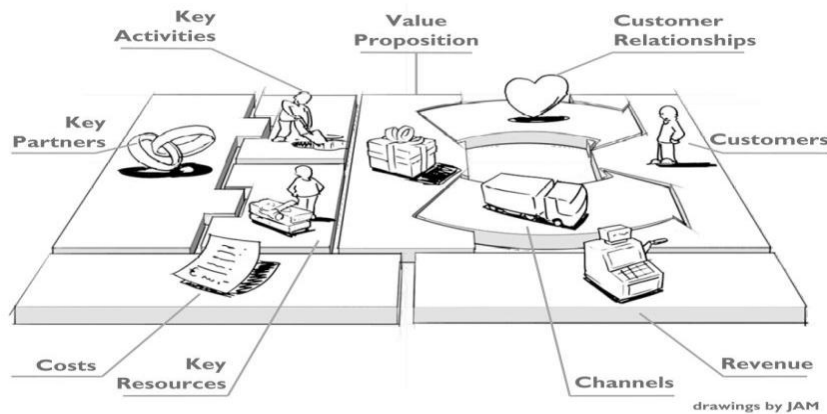 Key
Activities
Value
Proposition
Customer
Relationships
Key
Partners
Customers
Costs
Key
Resources
Channels
Revenue
drawings by JAM